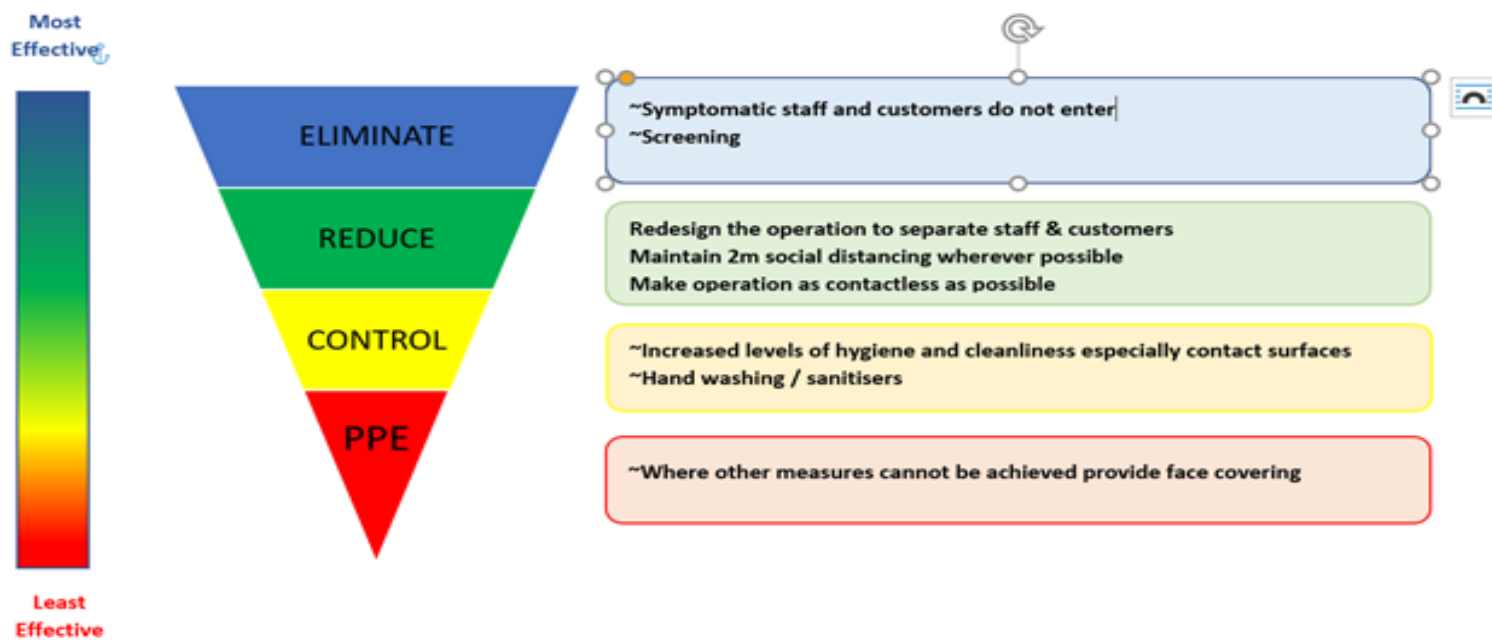 Most
Effective
ELIMINATE
~Symptomatic staff and customers do not enter
~Screening
REDUCE
Redesign the operation to separate staff & customers
Maintain 2m social distancing wherever possible
Make operation as contactless as possible
CONTROL
~Increased levels of hygiene and cleanliness especially contact surfaces
~Hand washing / sanitisers
PPE
~Where other measures cannot be achieved provide face covering
Least
Effective